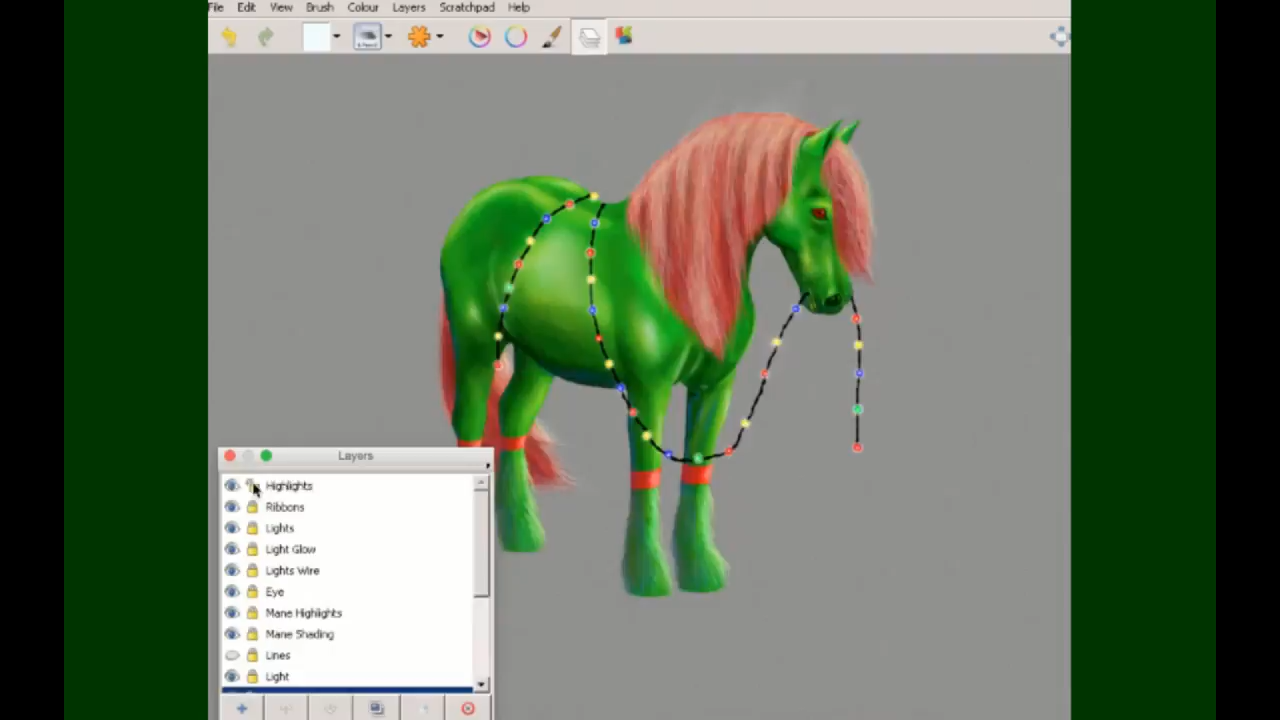 File Edit View Brush Colour Layers Scratchpad Help
Layers
Highlights
Ribbons
Lights
Light Glow
Lights Wire
Eye
Mane Highlights
Mane Shading
Lines
Light